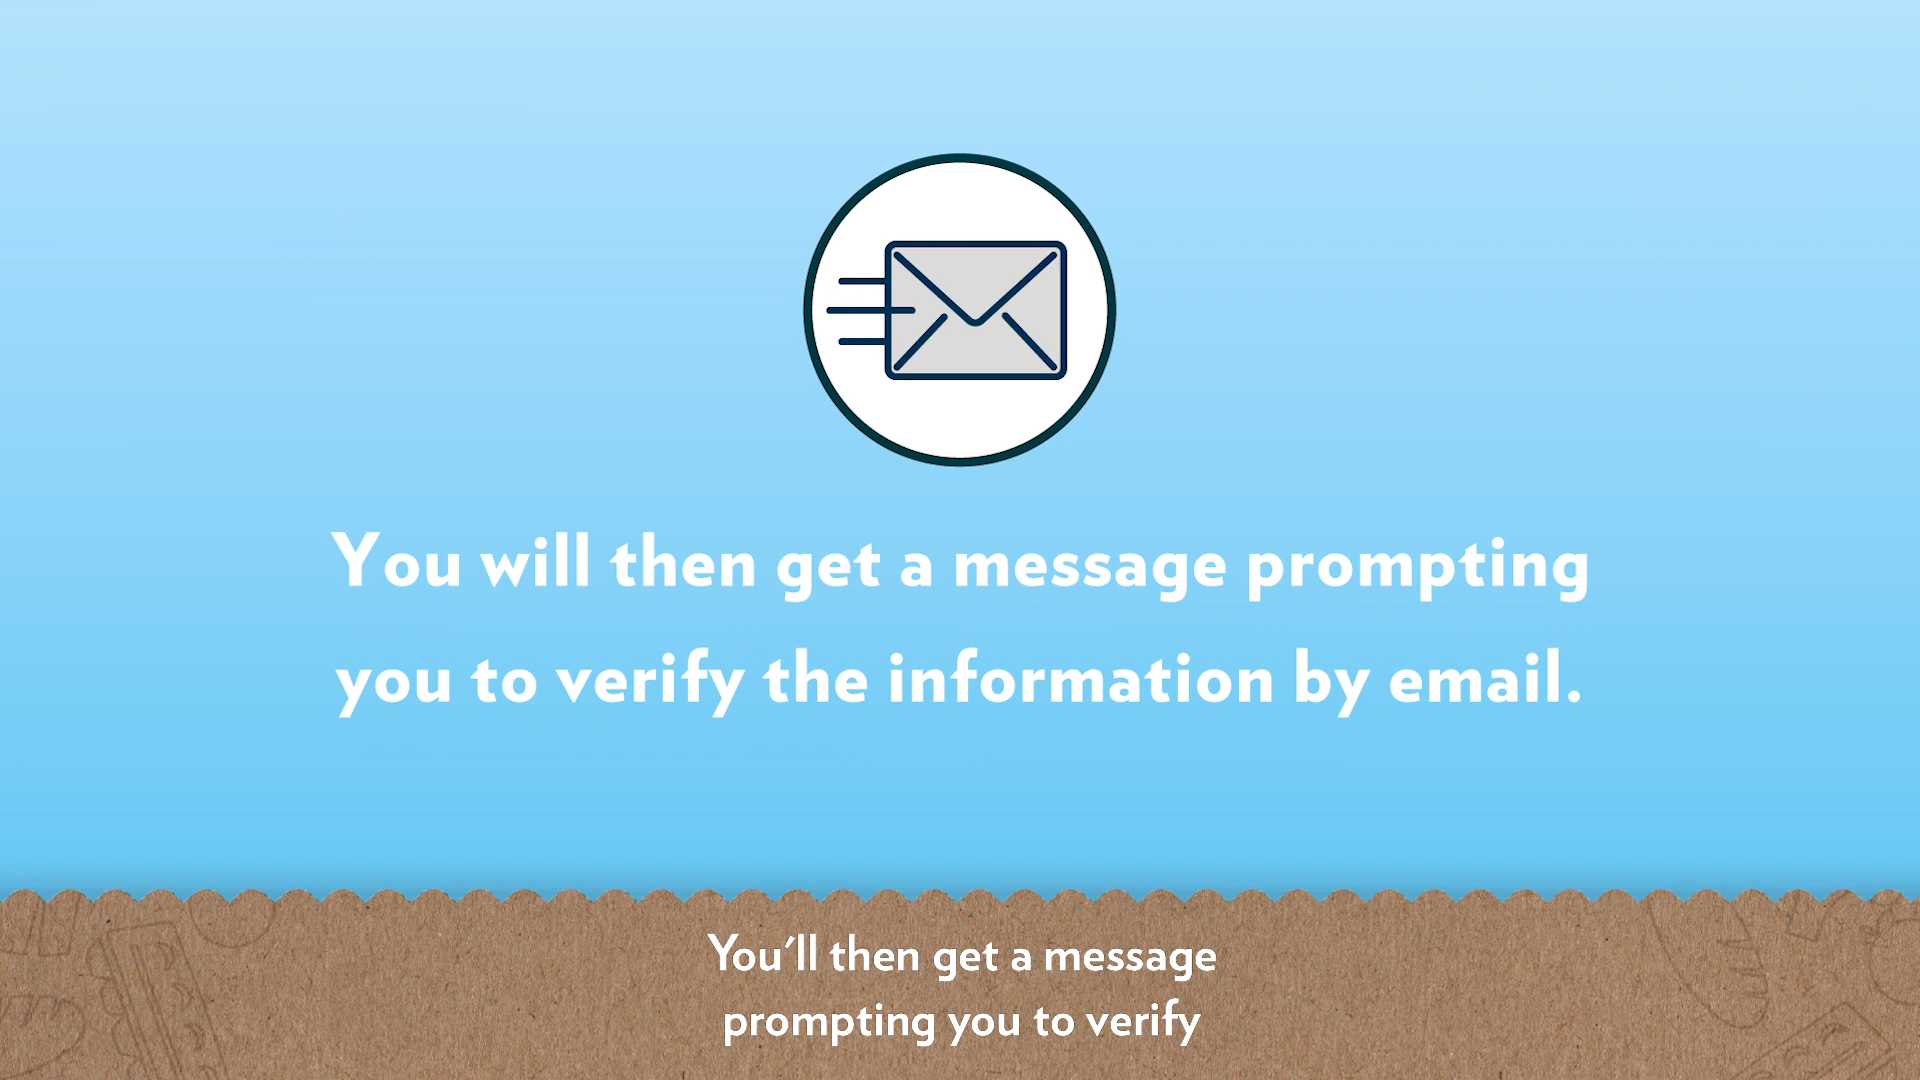 You will then get a message prompting
you to verify the information by email.
You'll then get a message
prompting you to verify